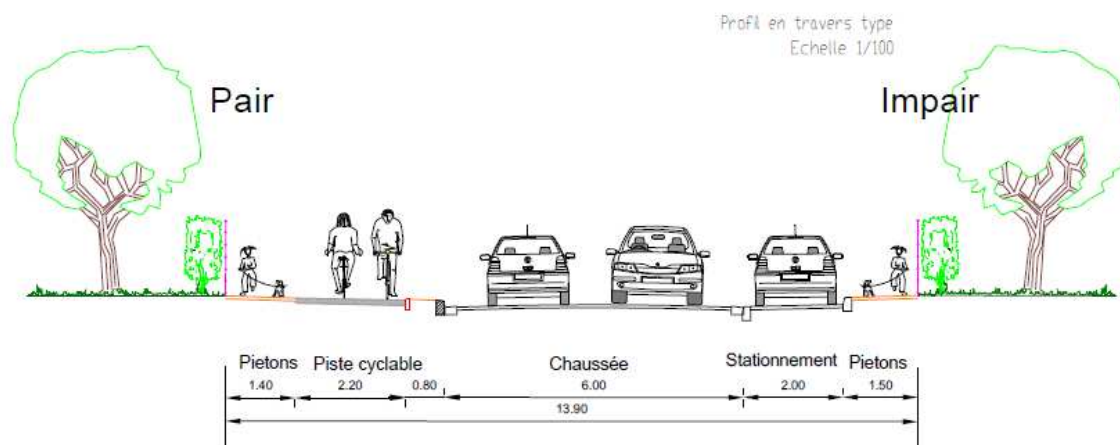 Profil en travers type
Echelle 1/100
Pair
Impair
Pietons
Piste cyclable
Chaussée
Stationnement
Pietons
1.40
2.20
0.80
6.00
2.00
1.50
13.90